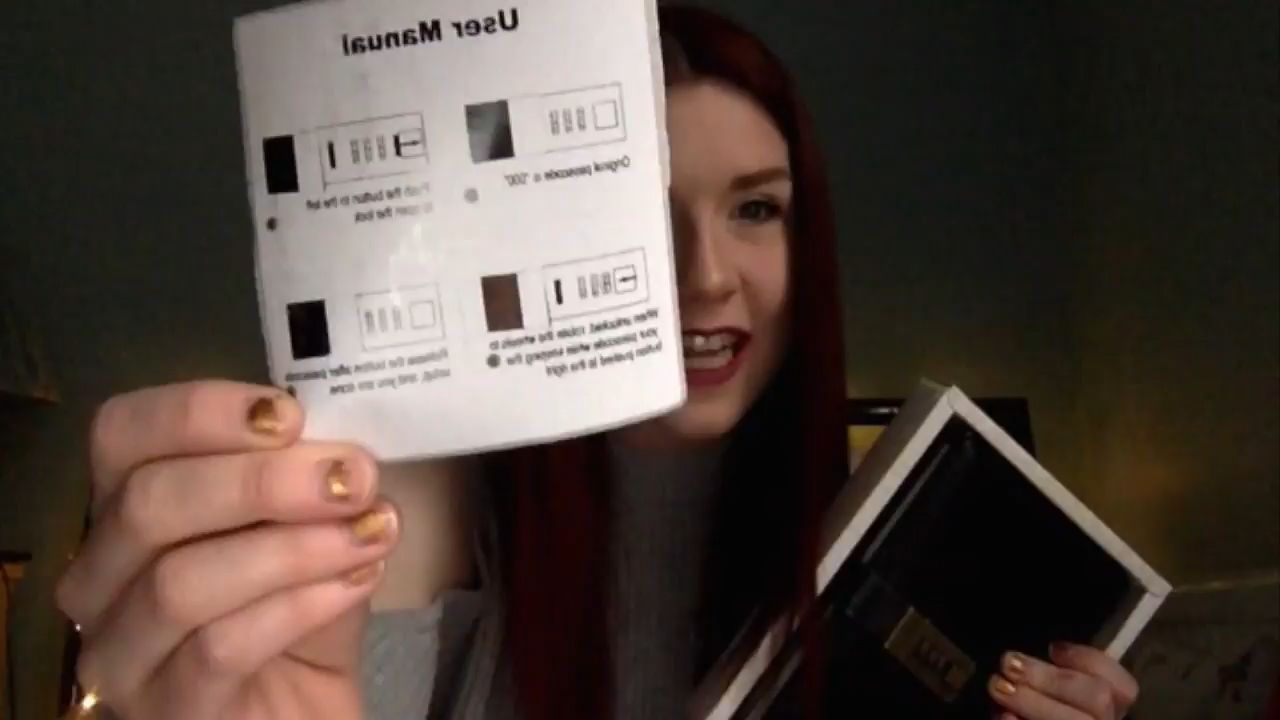 User Manual
Original passcode is "000"
Push the button to the left
to open the lock
When unlocked, rotate the wheels to
your passcode when keeping the
button pushed to the right
Release the button after passcode
setup, and you are done